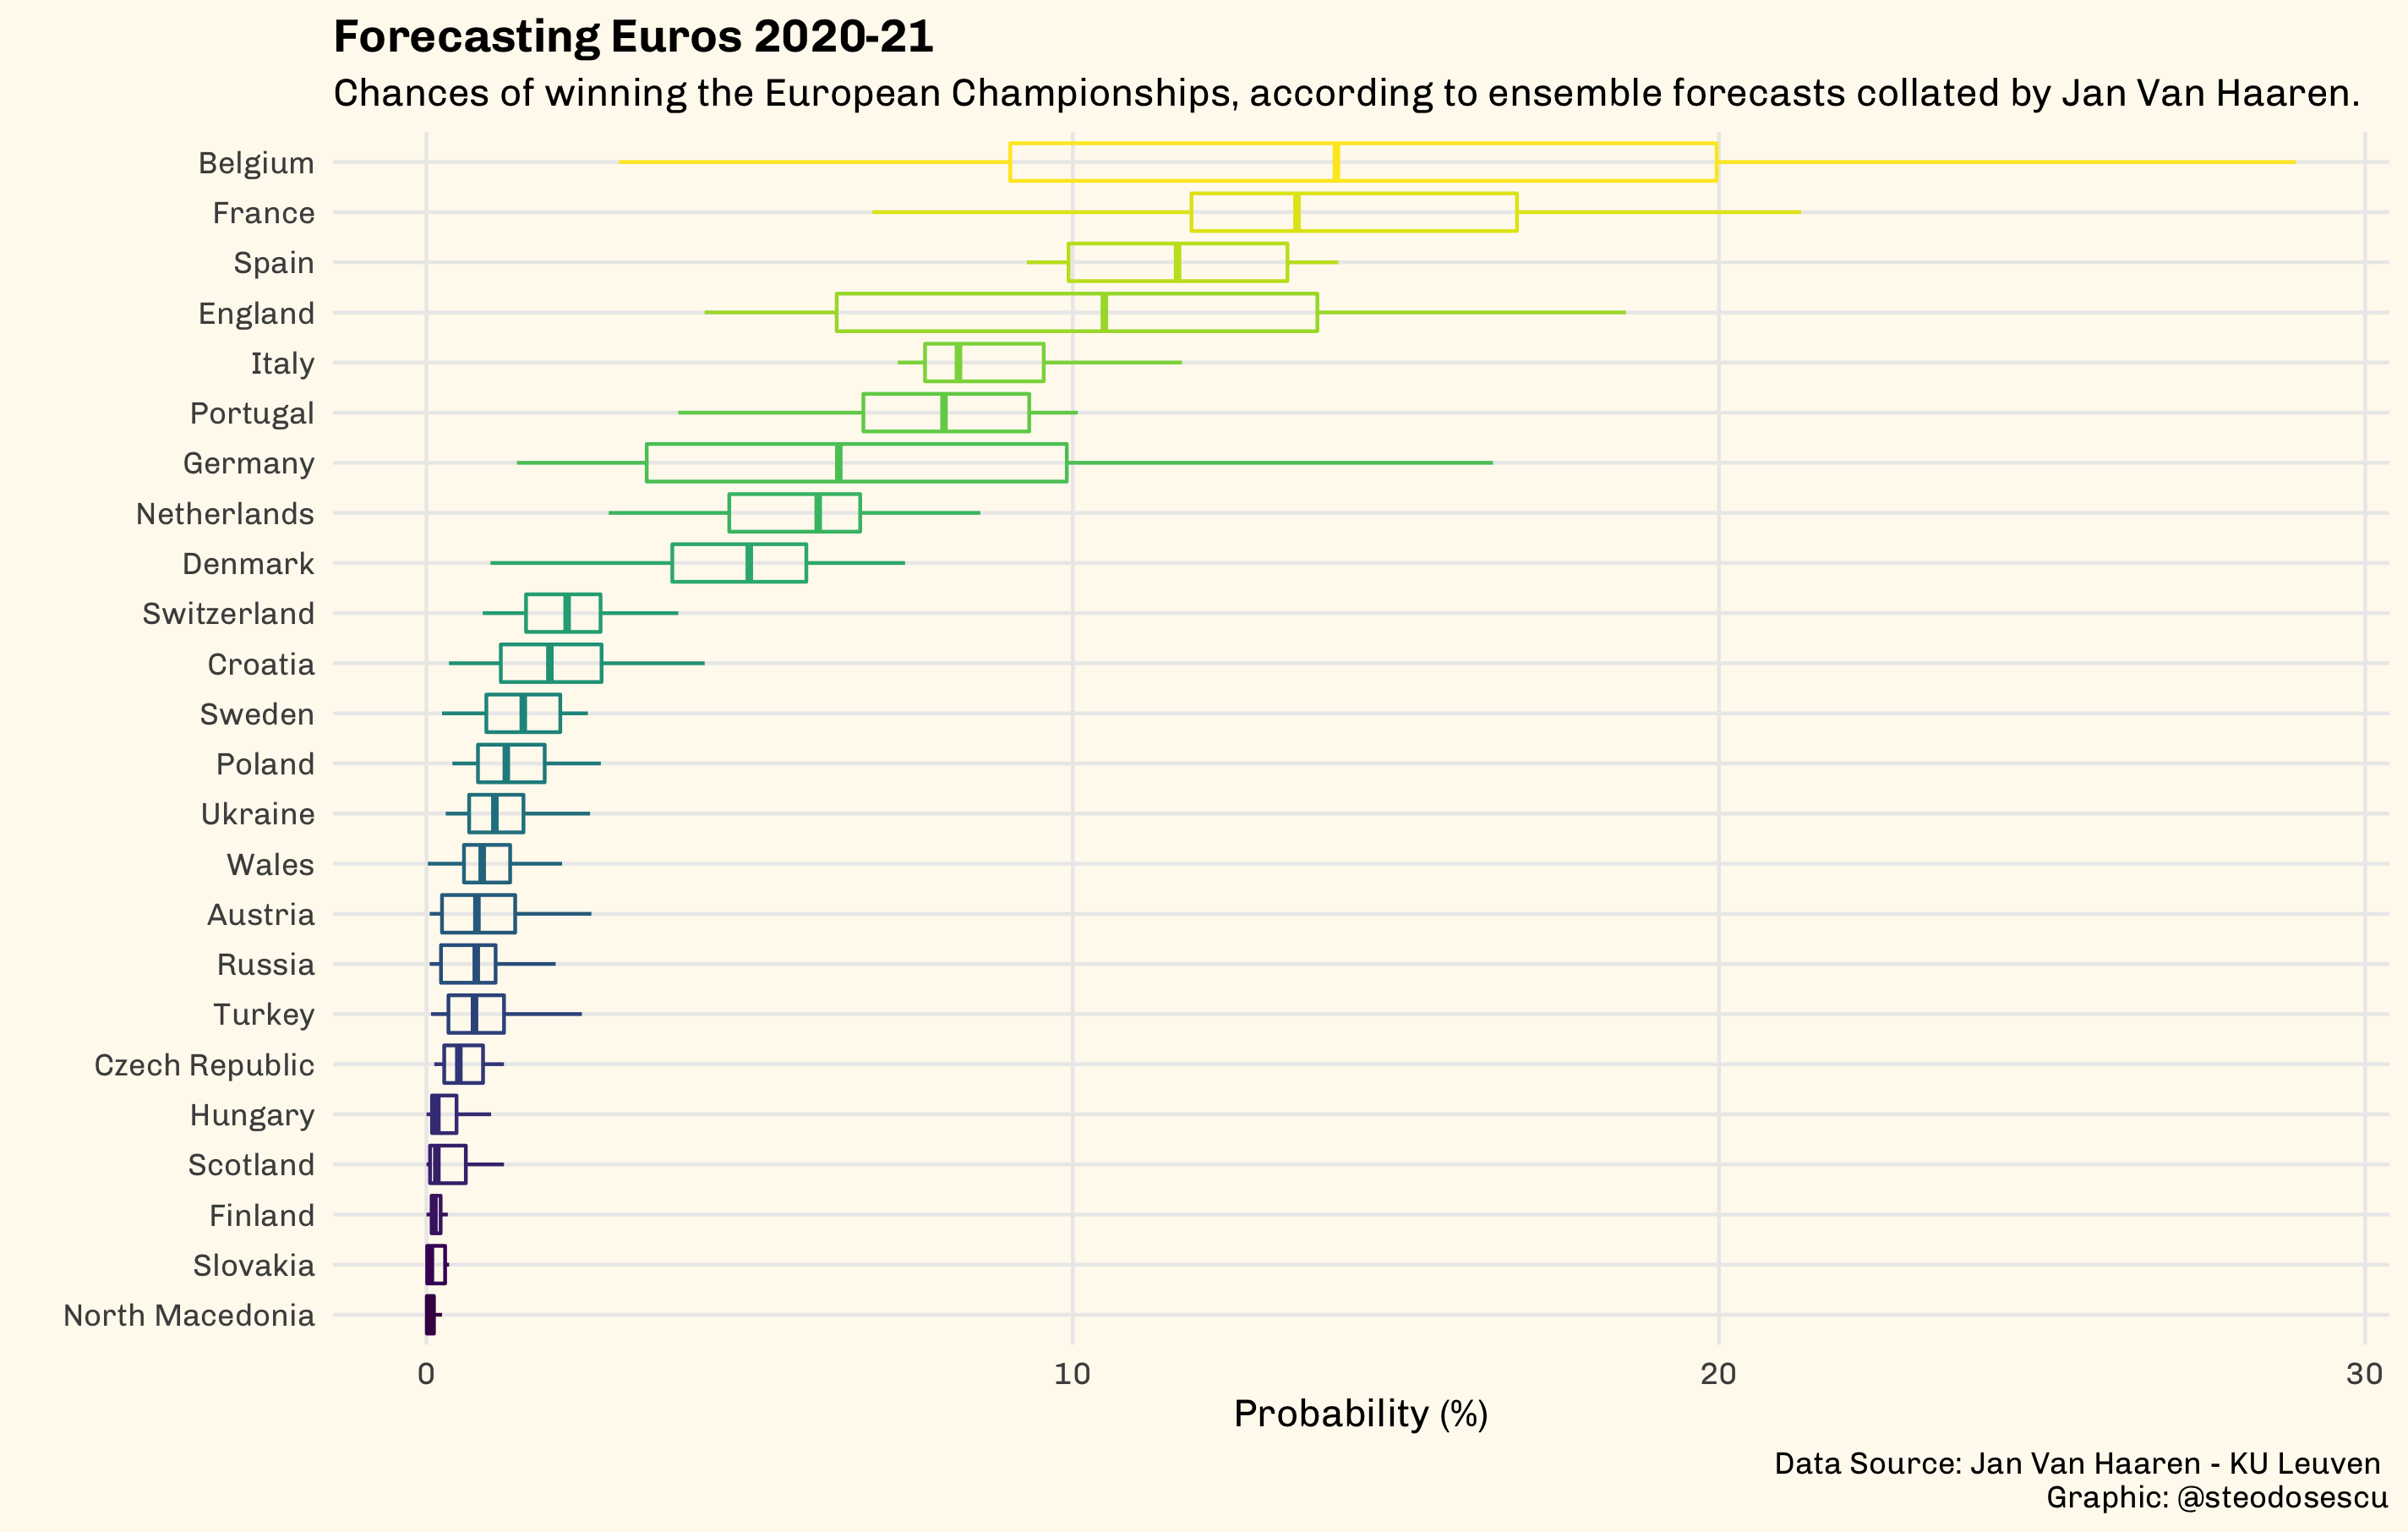 Forecasting Euros 2020-21
Chances of winning the European Championships, according to ensemble forecasts collated by Jan Van Haaren.
Belgium
France
Spain
England
Italy
Portugal
Germany
Netherlands
Denmark
Switzerland
Croatia
Sweden
Poland
Ukraine
Wales
Austria
Russia
Turkey
Czech Republic
Hungary
Scotland
Finland
Slovakia
North Macedonia
0 10 20 30
Probability (%)
Data Source: Jan Van Haaren - KU Leuven
Graphic: @steodosescu